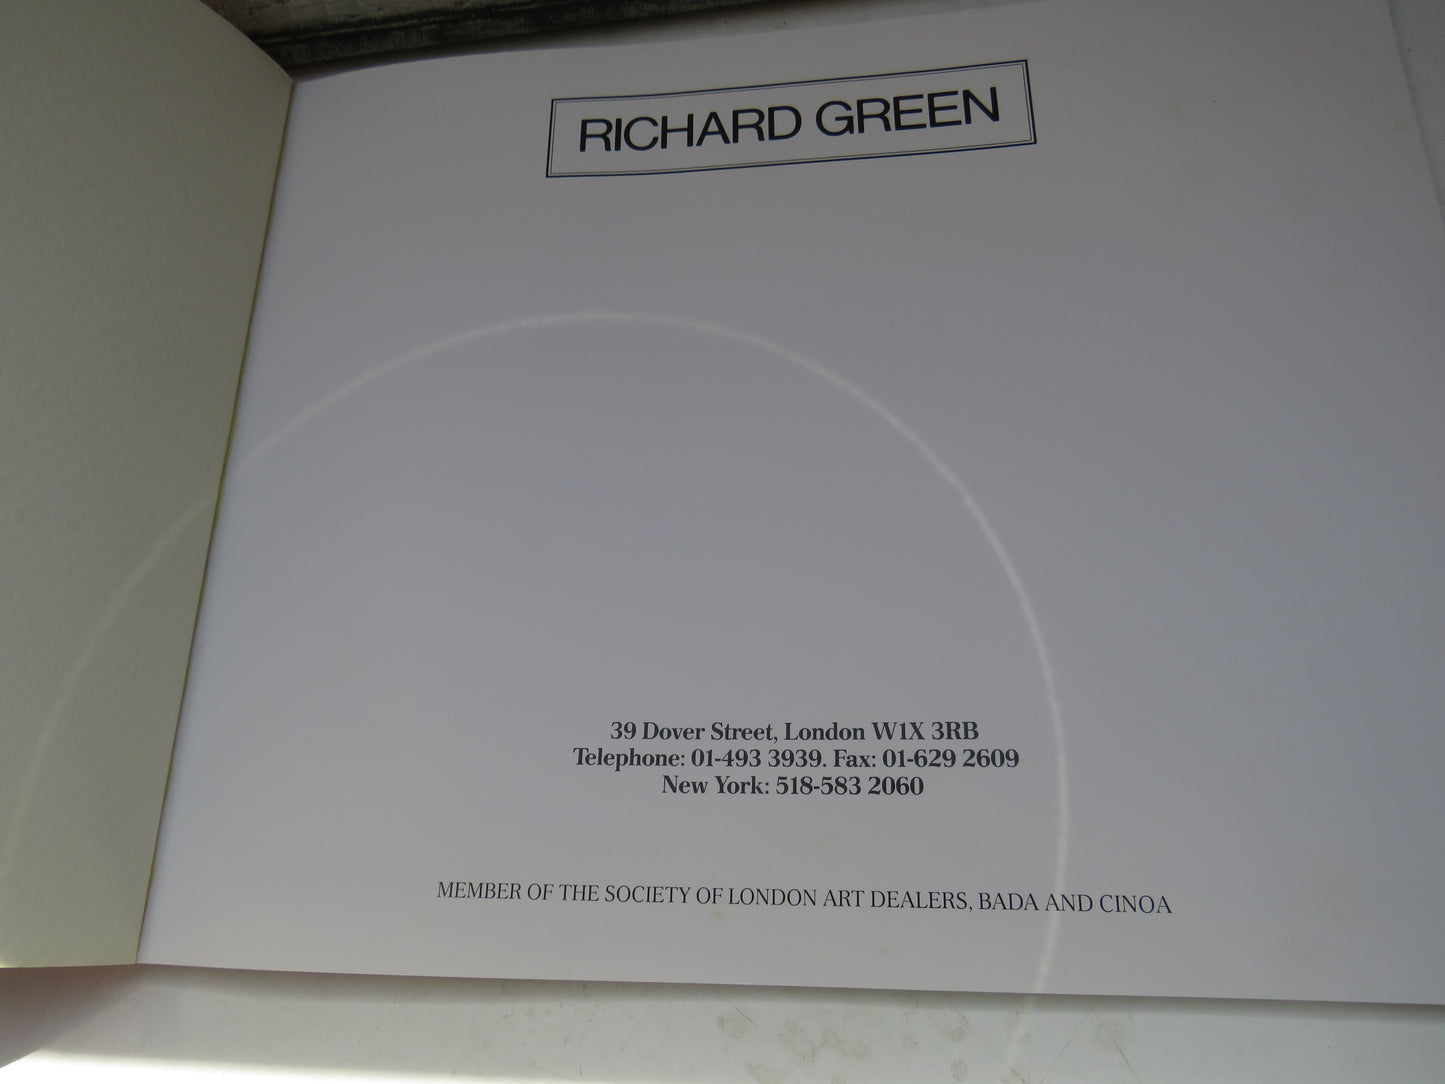 RICHARD GREEN
39 Dover Street, London W1X 3RB
Telephone: 01-493 3939. Fax: 01-629 2609
New York: 518-583 2060
MEMBER OF THE SOCIETY OF LONDON ART DEALERS, BADA AND CINOA